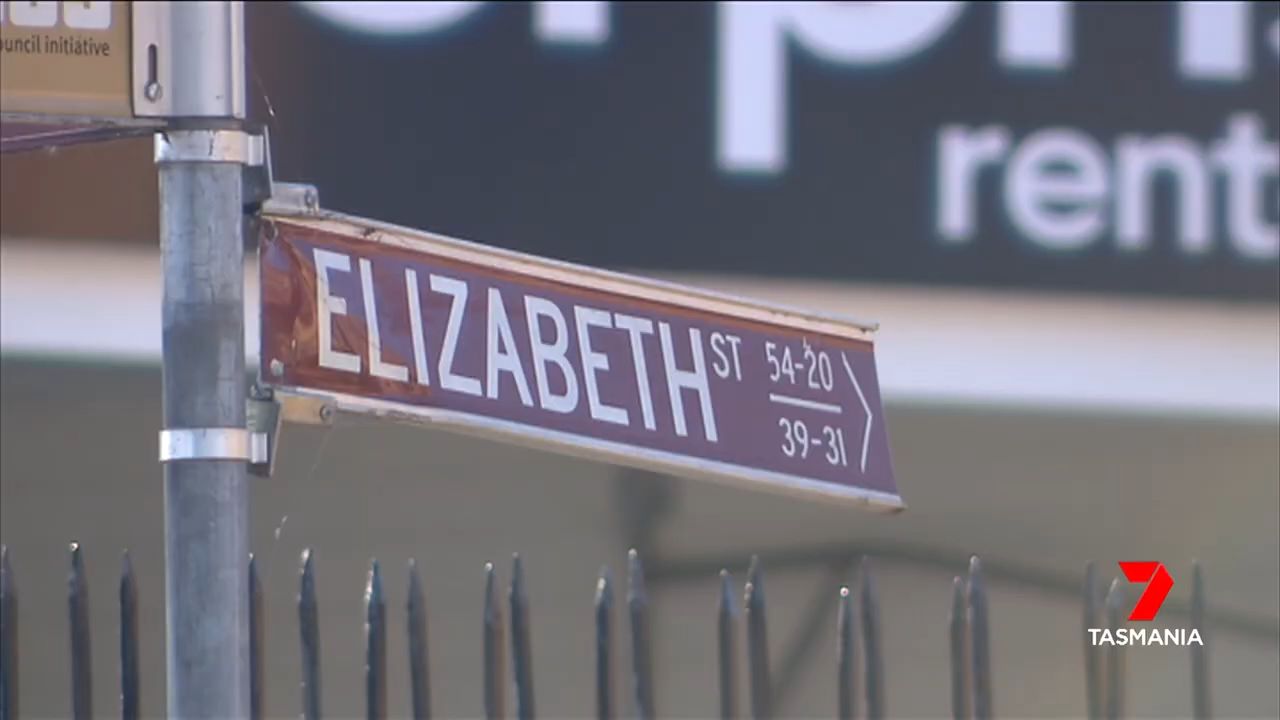 ouncil initiative
rent
ELIZABETH ST 54-20
39-31
7
TASMANIA